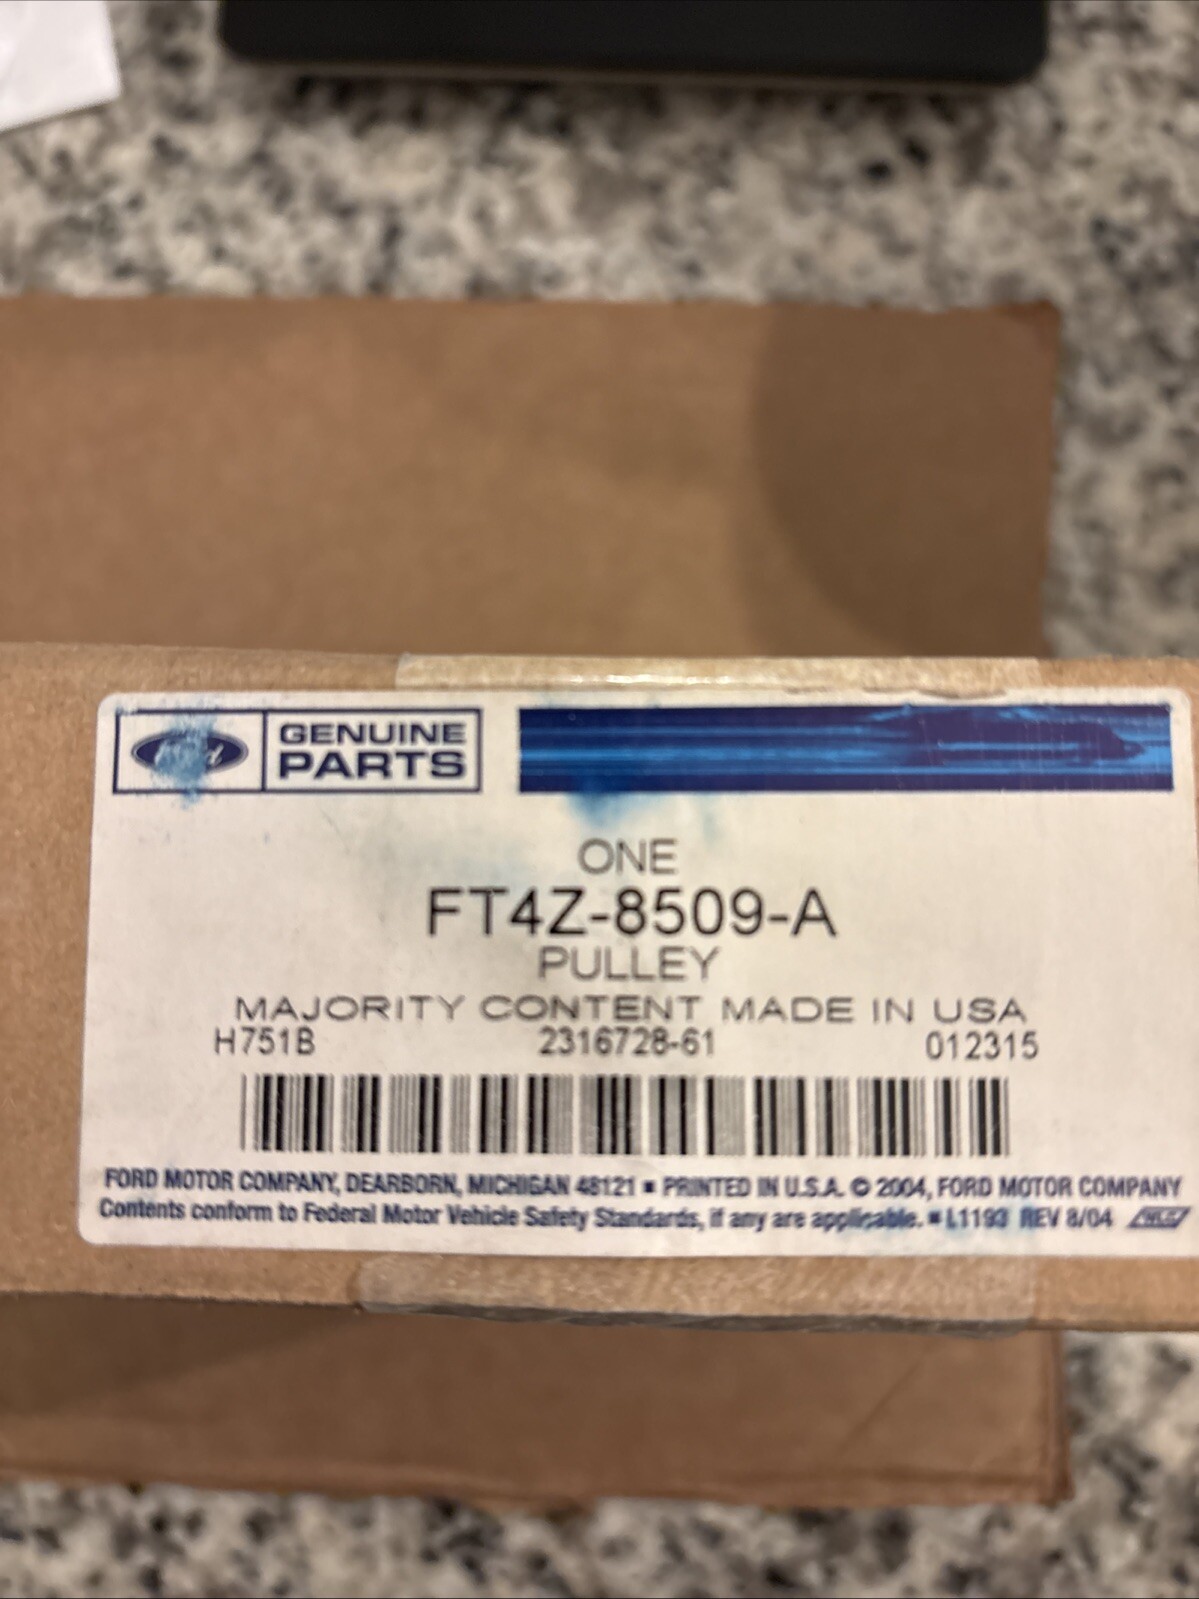 Ford
GENUINE
PARTS
ONE
FT4Z-8509-A
PULLEY
MAJORITY CONTENT MADE IN USA
H751B 2316728-61 012315
FORD MOTOR COMPANY, DEARBORN, MICHIGAN 48121 ▪ PRINTED IN U.S.A. © 2004, FORD MOTOR COMPANY
Contents conform to Federal Motor Vehicle Safety Standards, if any are applicable. ▪ L1193 REV 8/04